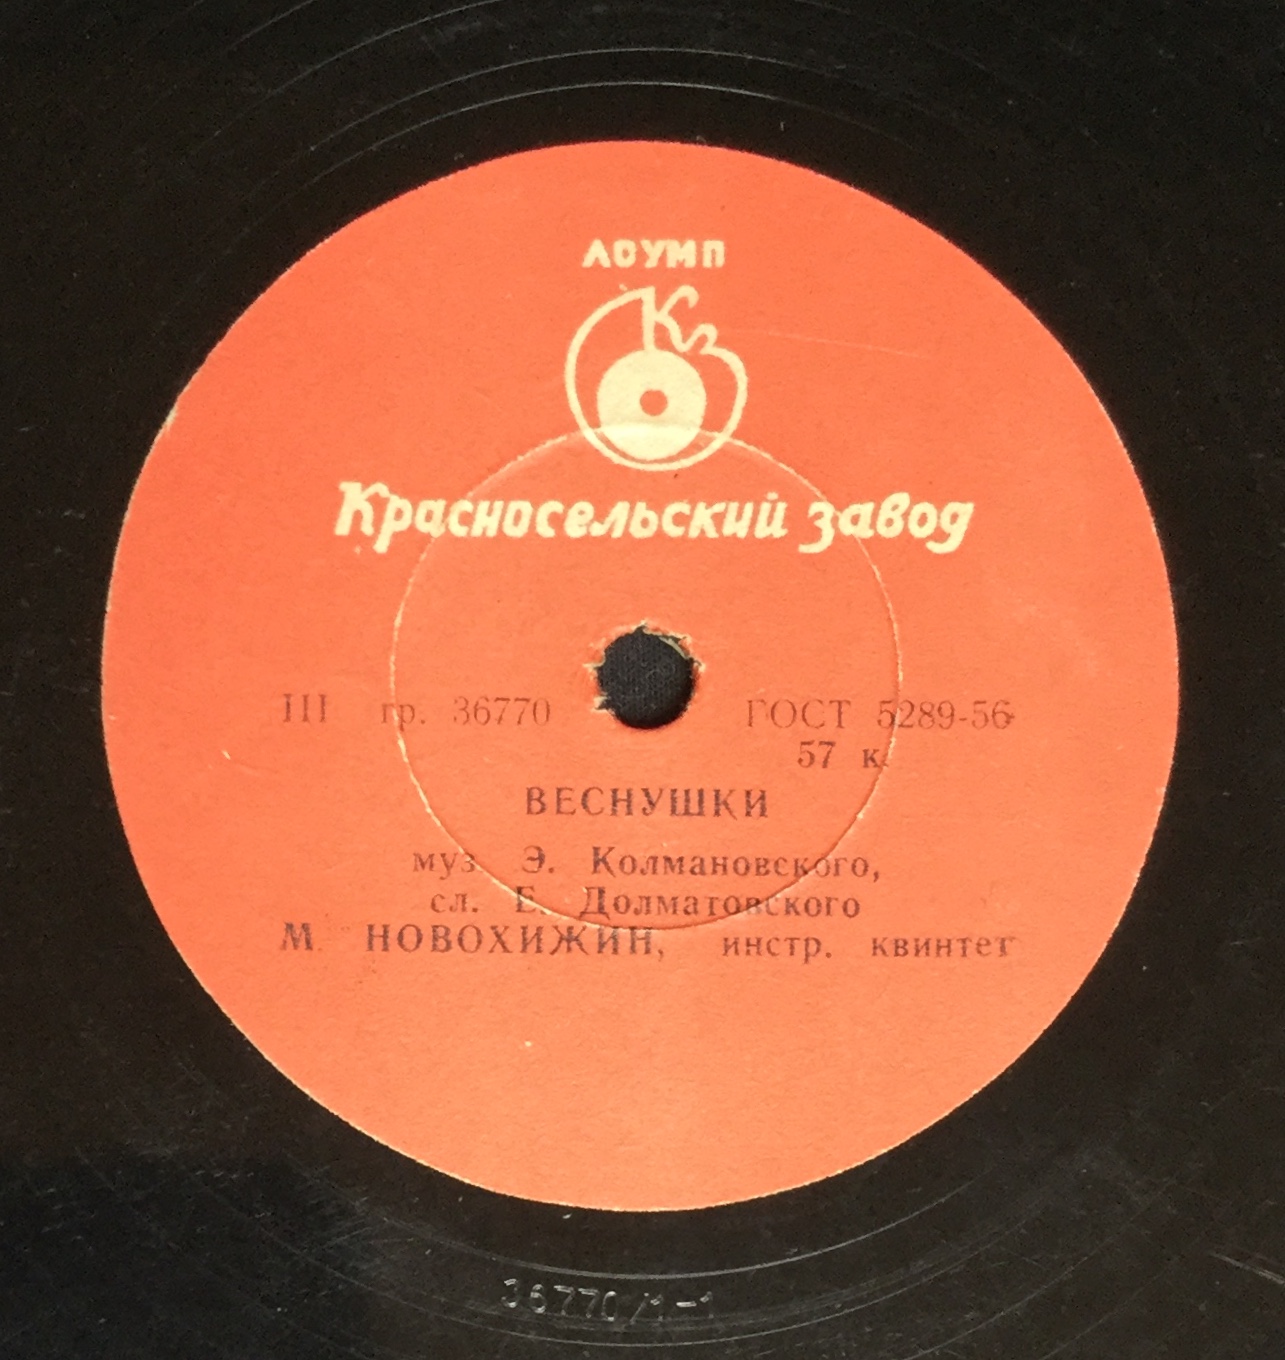 ЛОУМП
Кз
Красносельский завод
III гр. 36770 ГОСТ 5289-56
57 к.
ВЕСНУШКИ
муз. Э. Колмановского,
сл. Е. Долматовского
М. НОВОХИЖИН, инстр. квинтет
36770/1-1